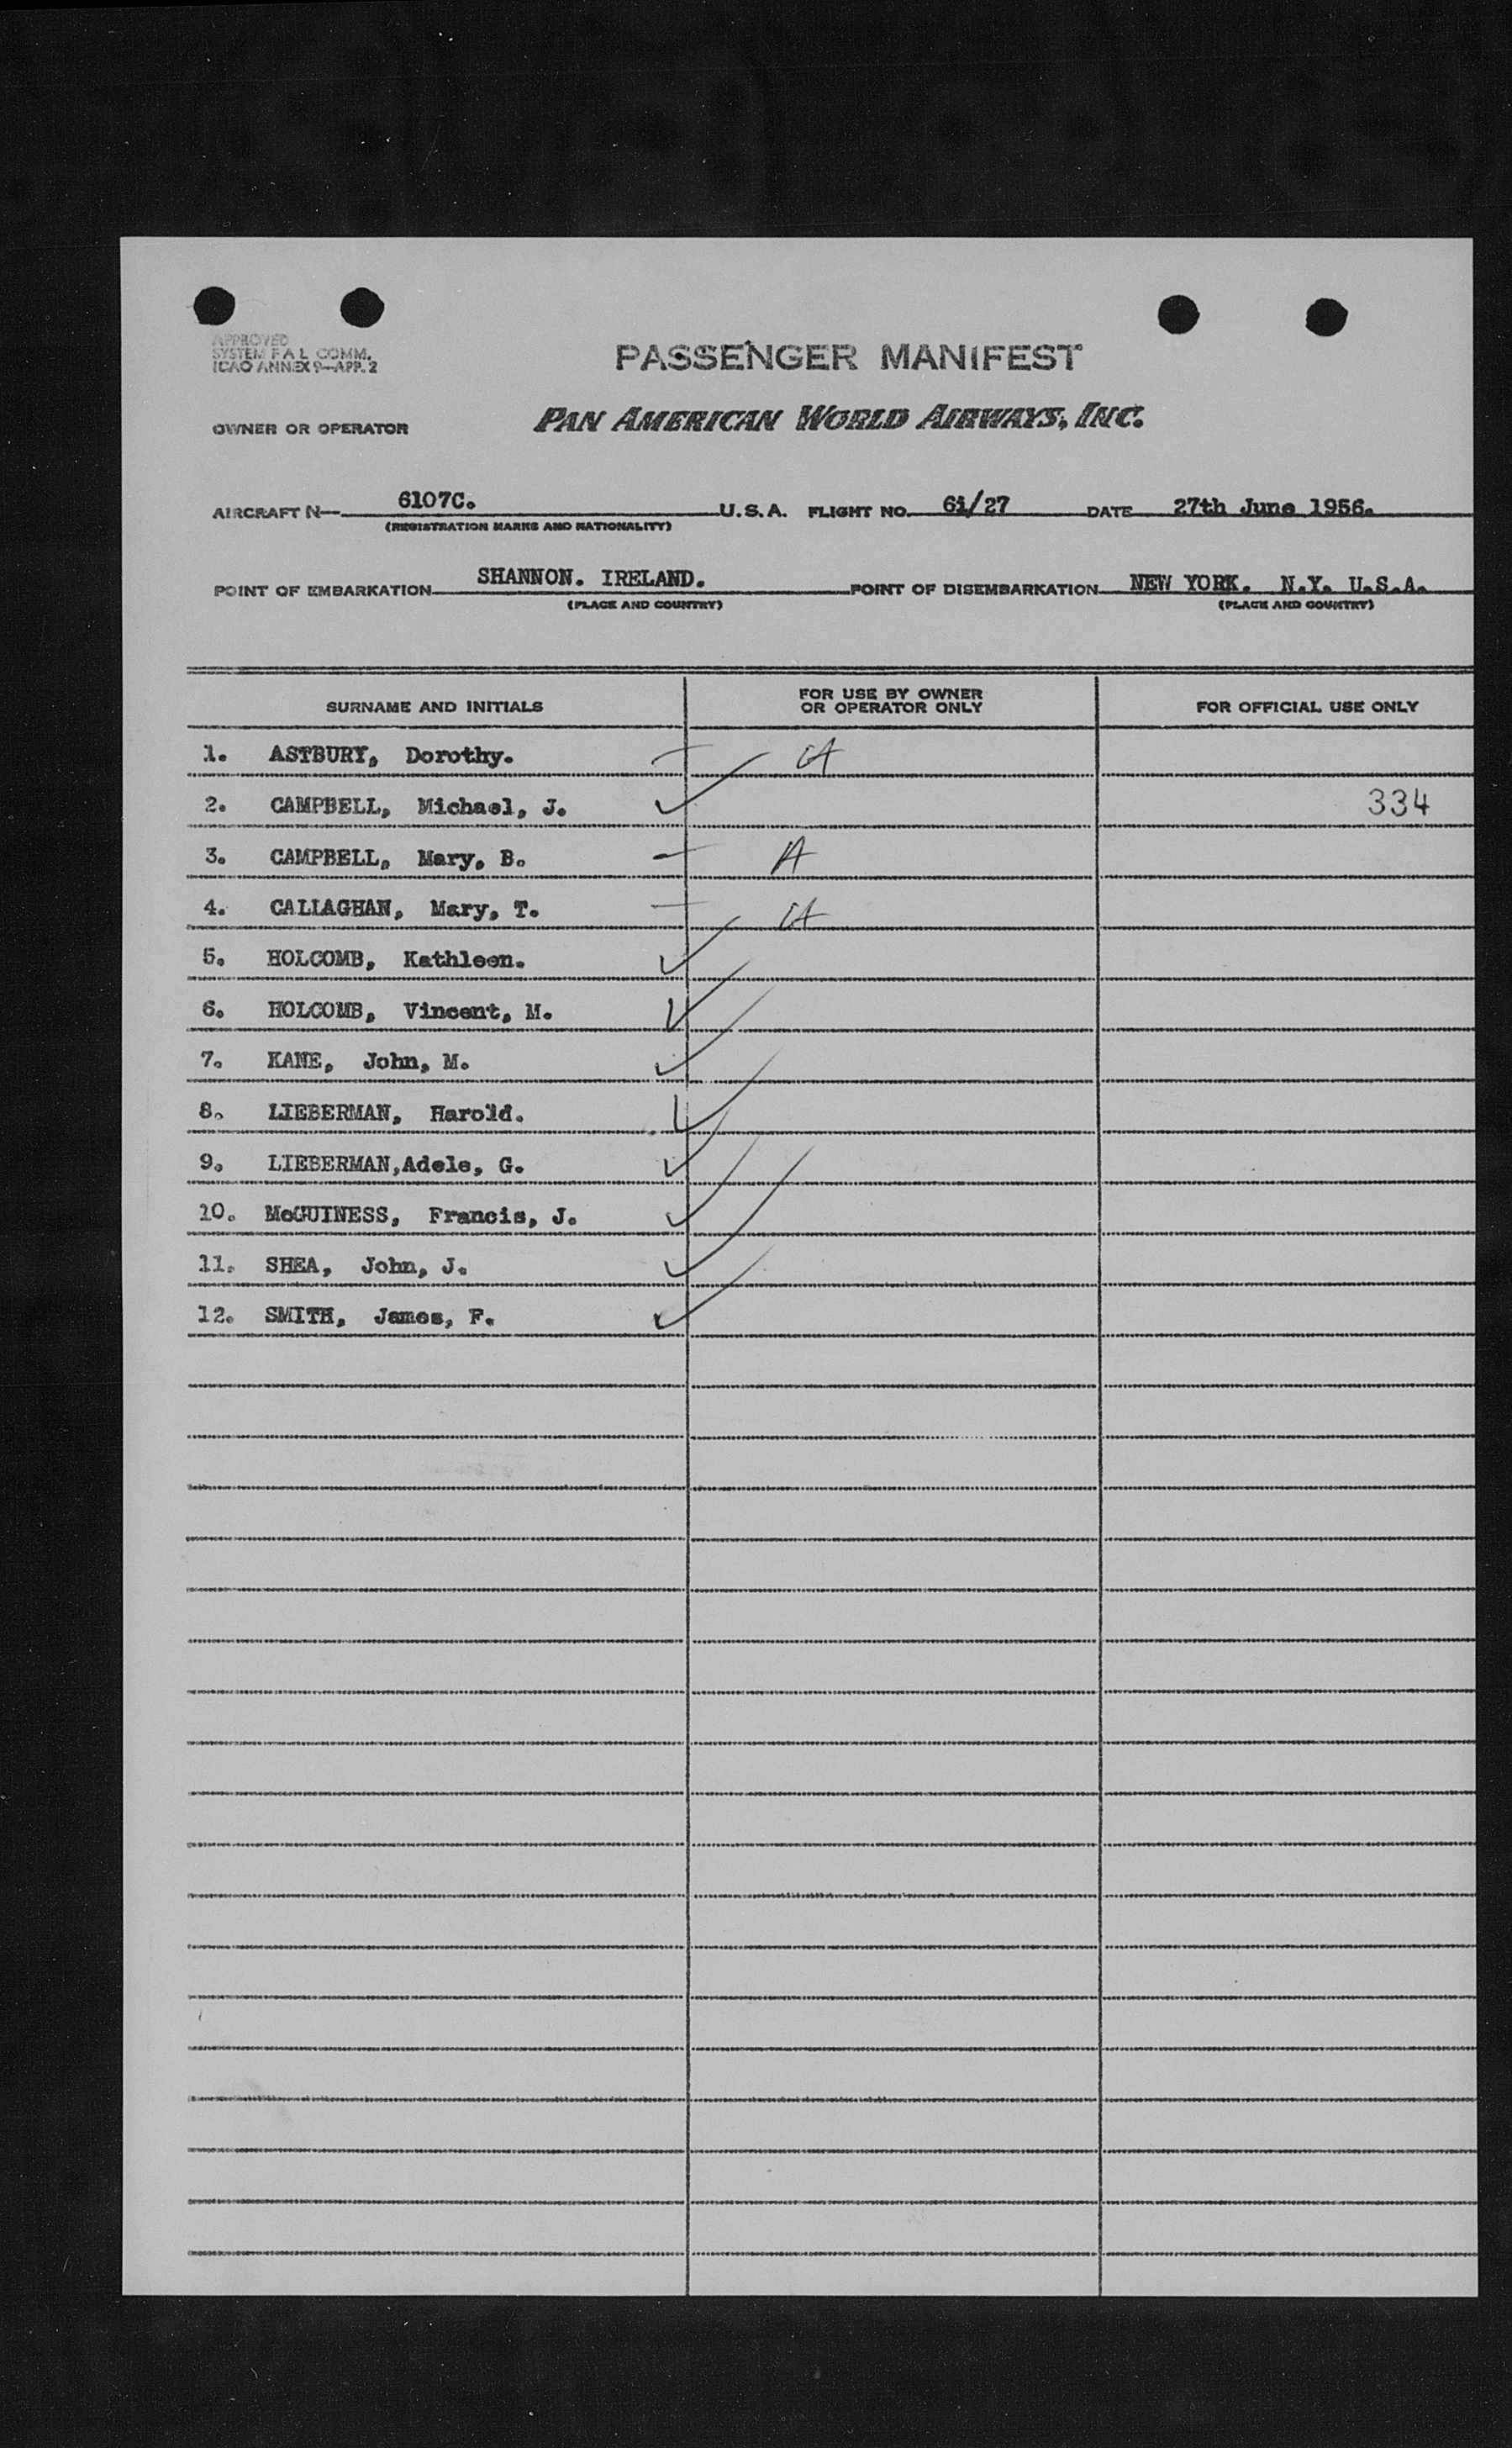 APPROVED
SYSTEM F A L COMM.
ICAO ANNEX 9—APP. 2
PASSENGER MANIFEST
OWNER OR OPERATOR PAN AMERICAN WORLD AIRWAYS, INC.
AIRCRAFT N— 6107C. U.S.A. FLIGHT NO. 61/27 DATE 27th June 1956.
(REGISTRATION MARKS AND NATIONALITY)
POINT OF EMBARKATION SHANNON. IRELAND. POINT OF DISEMBARKATION NEW YORK. N.Y. U.S.A.
(PLACE AND COUNTRY) (PLACE AND COUNTRY)
SURNAME AND INITIALS FOR USE BY OWNER OR OPERATOR ONLY FOR OFFICIAL USE ONLY
1. ASTBURY, Dorothy.
2. CAMPBELL, Michael, J. 334
3. CAMPBELL, Mary, B. A
4. CALLAGHAN, Mary, T.
5. HOLCOMB, Kathleen.
6. HOLCOMB, Vincent, M.
7. KANE, John, M.
8. LIEBERMAN, Harold.
9. LIEBERMAN,Adele, G.
10. McGUINESS, Francis, J.
11. SHEA, John, J.
12. SMITH, James, F.